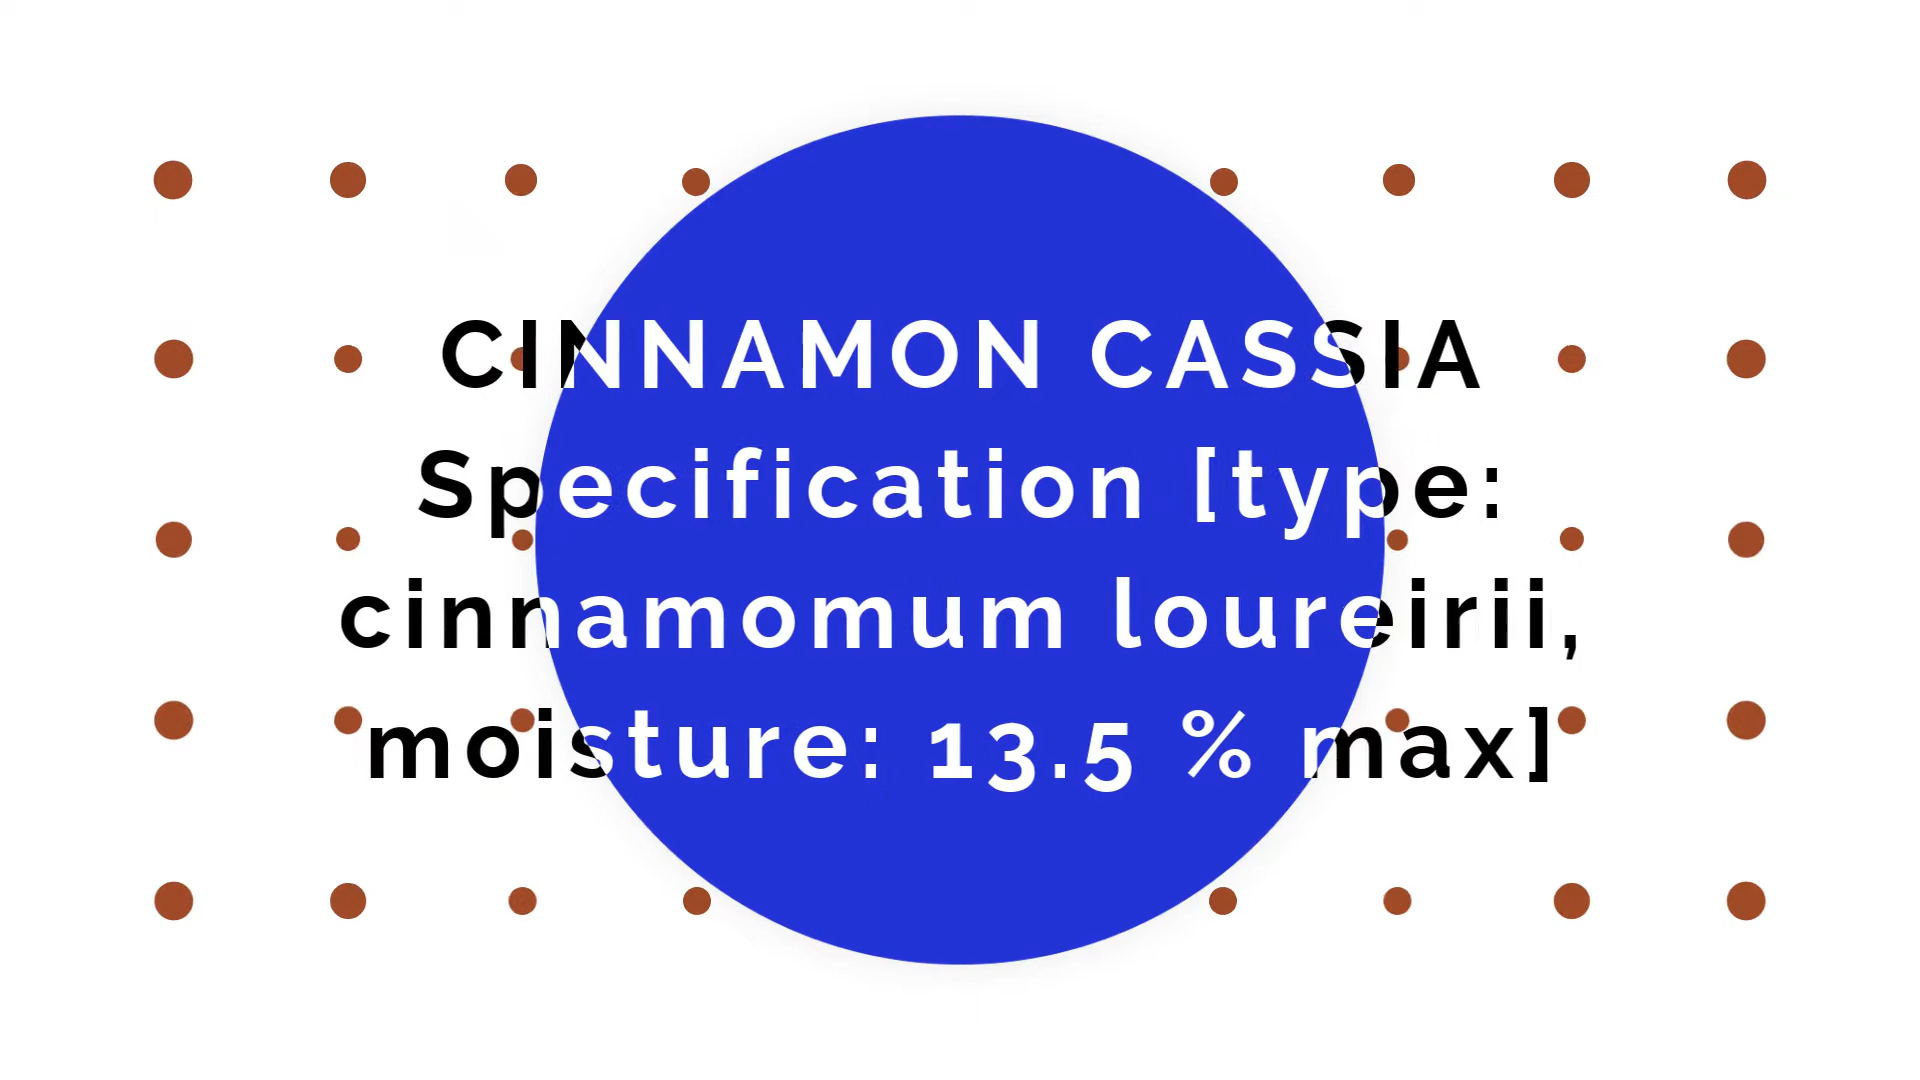 CINNAMON CASSIA
Specification [type:
cinnamomum loureirii,
moisture: 13.5 % max]